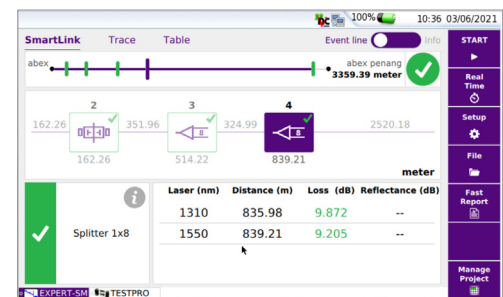 DC 100% 10:36 03/06/2021
SmartLink Trace Table Event line Info
START
abex abex penang
3359.39 meter
Real
Time
2 3 4
162.26 351.96 324.99 2520.18
8 8
162.26 514.22 839.21
meter
Setup
File
Fast
Report
Laser (nm) Distance (m) Loss (dB) Reflectance (dB)
1310 835.98 9.872 --
Splitter 1x8
1550 839.21 9.205 --
Manage
Project
EXPERT-SM TESTPRO